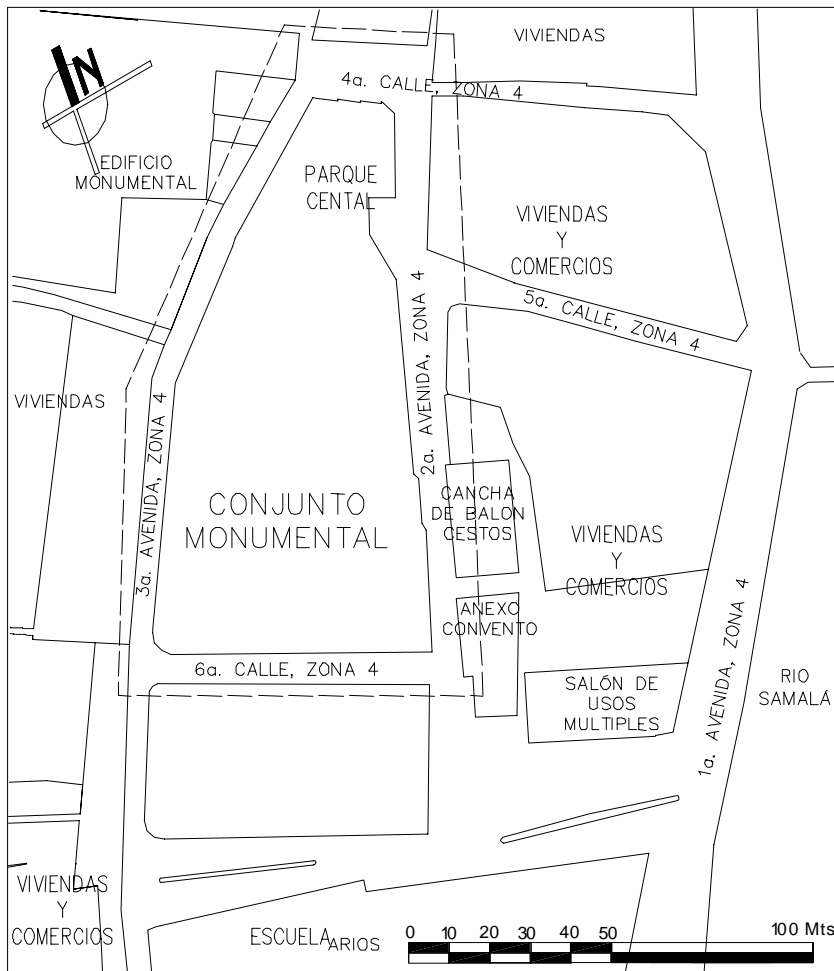 VIVIENDAS
N
4a. CALLE, ZONA 4
EDIFICIO
MONUMENTAL
PARQUE
CENTAL
VIVIENDAS
Y
COMERCIOS
5a. CALLE, ZONA 4
2a. AVENIDA, ZONA 4
VIVIENDAS
3a. AVENIDA, ZONA 4
CONJUNTO
MONUMENTAL
CANCHA
DE BALON
CESTOS
VIVIENDAS
Y
COMERCIOS
ANEXO
CONVENTO
6a. CALLE, ZONA 4
SALÓN DE
USOS
MULTIPLES
1a. AVENIDA, ZONA 4
RIO
SAMALÁ
VIVIENDAS
Y
COMERCIOS
ESCUELA
ARIOS
0 10 20 30 40 50 100 Mts